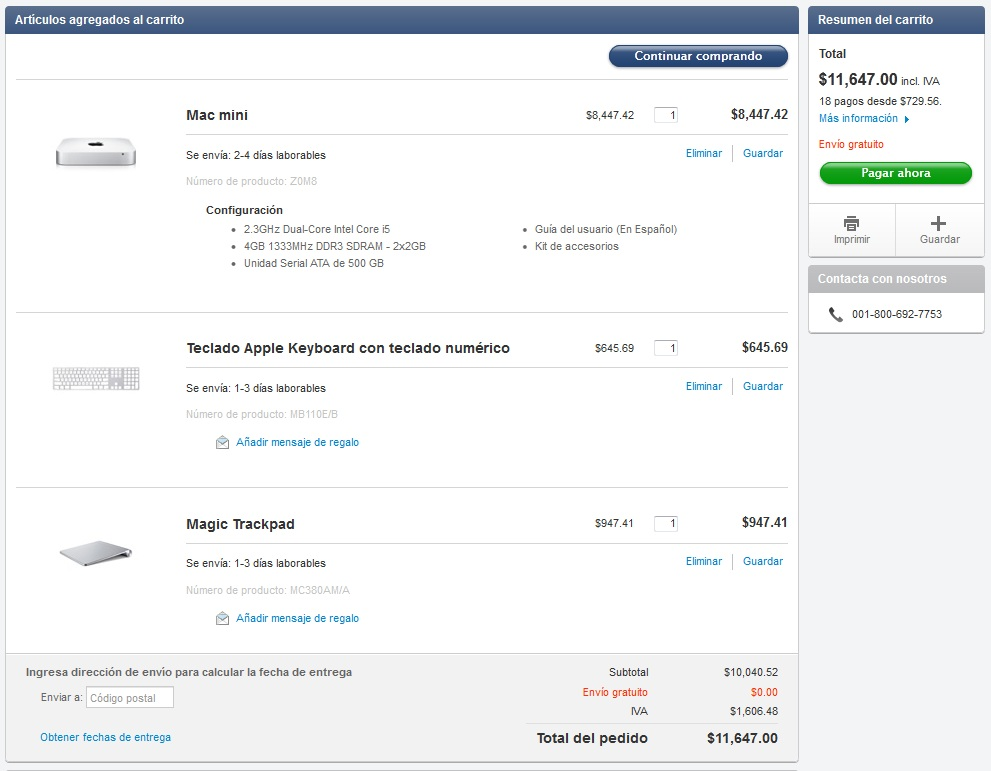 Artículos agregados al carrito
Continuar comprando
Mac mini
$8,447.42 1 $8,447.42
Se envía: 2-4 días laborables
Eliminar Guardar
Número de producto: Z0M8
Configuración
2.3GHz Dual-Core Intel Core i5
4GB 1333MHz DDR3 SDRAM - 2x2GB
Unidad Serial ATA de 500 GB
Guía del usuario (En Español)
Kit de accesorios
Teclado Apple Keyboard con teclado numérico
$645.69 1 $645.69
Se envía: 1-3 días laborables
Eliminar Guardar
Número de producto: MB110E/B
Añadir mensaje de regalo
Magic Trackpad
$947.41 1 $947.41
Se envía: 1-3 días laborables
Eliminar Guardar
Número de producto: MC380AM/A
Añadir mensaje de regalo
Ingresa dirección de envío para calcular la fecha de entrega
Enviar a: Código postal
Obtener fechas de entrega
Subtotal $10,040.52
Envío gratuito $0.00
IVA $1,606.48
Total del pedido $11,647.00
Resumen del carrito
Total
$11,647.00 incl. IVA
18 pagos desde $729.56.
Más información
Envío gratuito
Pagar ahora
Imprimir
Guardar
Contacta con nosotros
001-800-692-7753